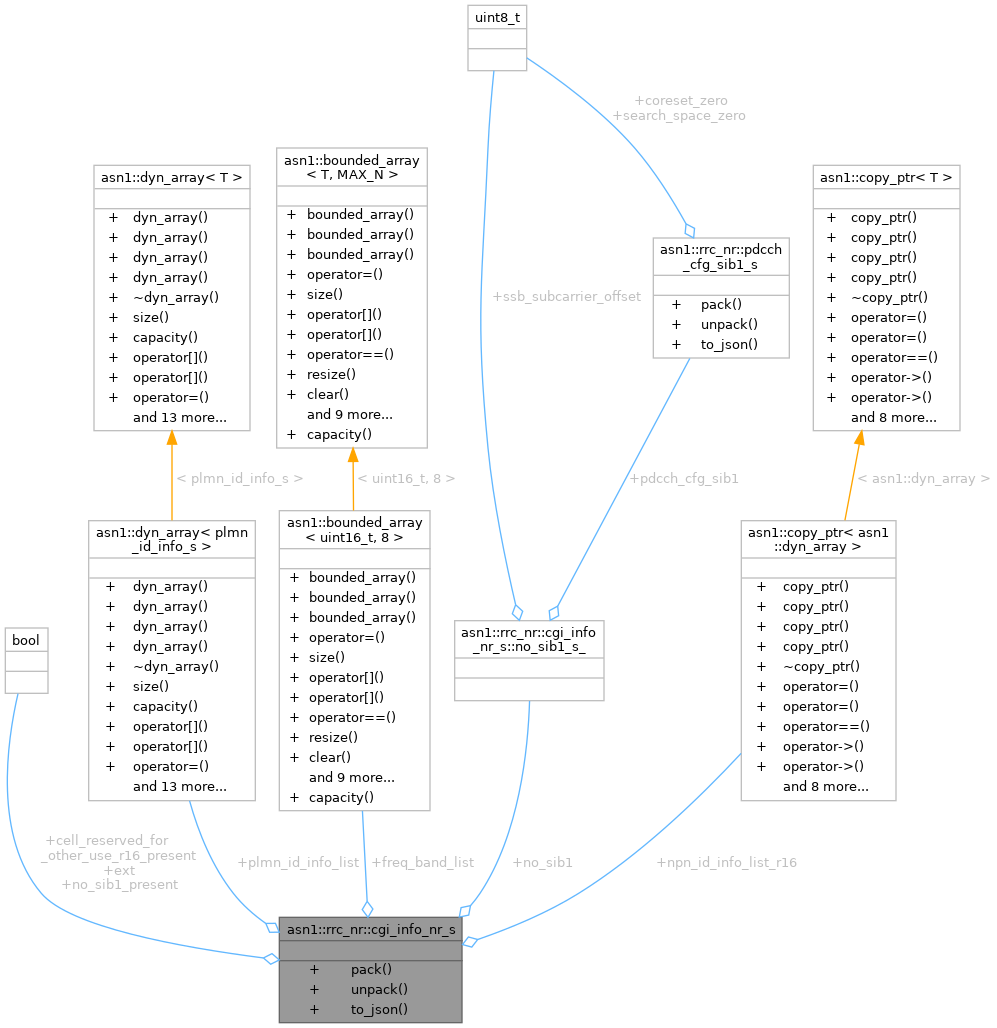 uint8_t
+coreset_zero
+search_space_zero
asn1::dyn_array< T >
+ dyn_array()
+ dyn_array()
+ dyn_array()
+ dyn_array()
+ ~dyn_array()
+ size()
+ capacity()
+ operator[]()
+ operator[]()
+ operator=()
and 13 more...
asn1::bounded_array
< T, MAX_N >
+ bounded_array()
+ bounded_array()
+ bounded_array()
+ operator=()
+ size()
+ operator[]()
+ operator[]()
+ operator==()
+ resize()
+ clear()
and 9 more...
+ capacity()
+ssb_subcarrier_offset
asn1::rrc_nr::pdcch
_cfg_sib1_s
+ pack()
+ unpack()
+ to_json()
asn1::copy_ptr< T >
+ copy_ptr()
+ copy_ptr()
+ copy_ptr()
+ copy_ptr()
+ ~copy_ptr()
+ operator=()
+ operator=()
+ operator==()
+ operator->()
+ operator->()
and 8 more...
< plmn_id_info_s >
< uint16_t, 8 >
+pdcch_cfg_sib1
< asn1::dyn_array >
bool
asn1::dyn_array< plmn
_id_info_s >
+ dyn_array()
+ dyn_array()
+ dyn_array()
+ dyn_array()
+ ~dyn_array()
+ size()
+ capacity()
+ operator[]()
+ operator[]()
+ operator=()
and 13 more...
asn1::bounded_array
< uint16_t, 8 >
+ bounded_array()
+ bounded_array()
+ bounded_array()
+ operator=()
+ size()
+ operator[]()
+ operator[]()
+ operator==()
+ resize()
+ clear()
and 9 more...
+ capacity()
asn1::rrc_nr::cgi_info
_nr_s::no_sib1_s_
asn1::copy_ptr< asn1
::dyn_array >
+ copy_ptr()
+ copy_ptr()
+ copy_ptr()
+ copy_ptr()
+ ~copy_ptr()
+ operator=()
+ operator=()
+ operator==()
+ operator->()
+ operator->()
and 8 more...
+cell_reserved_for
_other_use_r16_present
+ext
+no_sib1_present
+plmn_id_info_list
+freq_band_list
+no_sib1
+npn_id_info_list_r16
asn1::rrc_nr::cgi_info_nr_s
+ pack()
+ unpack()
+ to_json()